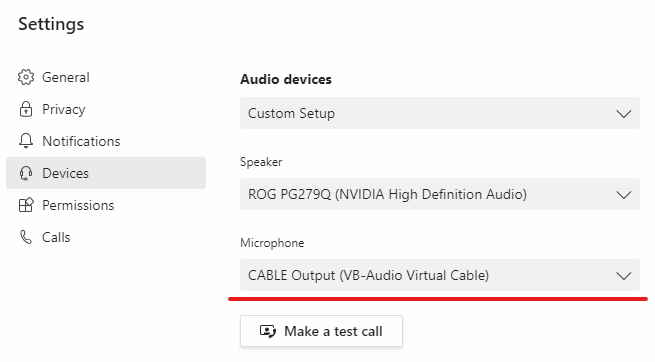 Settings
General
Privacy
Notifications
Devices
Permissions
Calls
Audio devices
Custom Setup
Speaker
ROG PG279Q (NVIDIA High Definition Audio)
Microphone
CABLE Output (VB-Audio Virtual Cable)
Make a test call